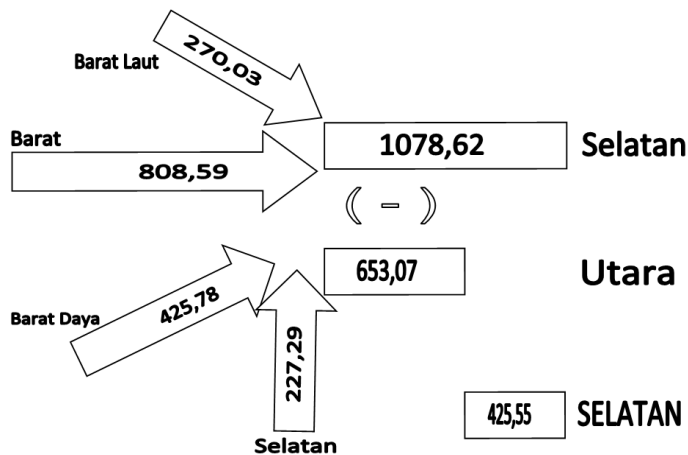 270,03
Barat Laut
Barat
1078,62 Selatan
808,59
( - )
653,07 Utara
425,78
Barat Daya
227,29
425,55 SELATAN
Selatan